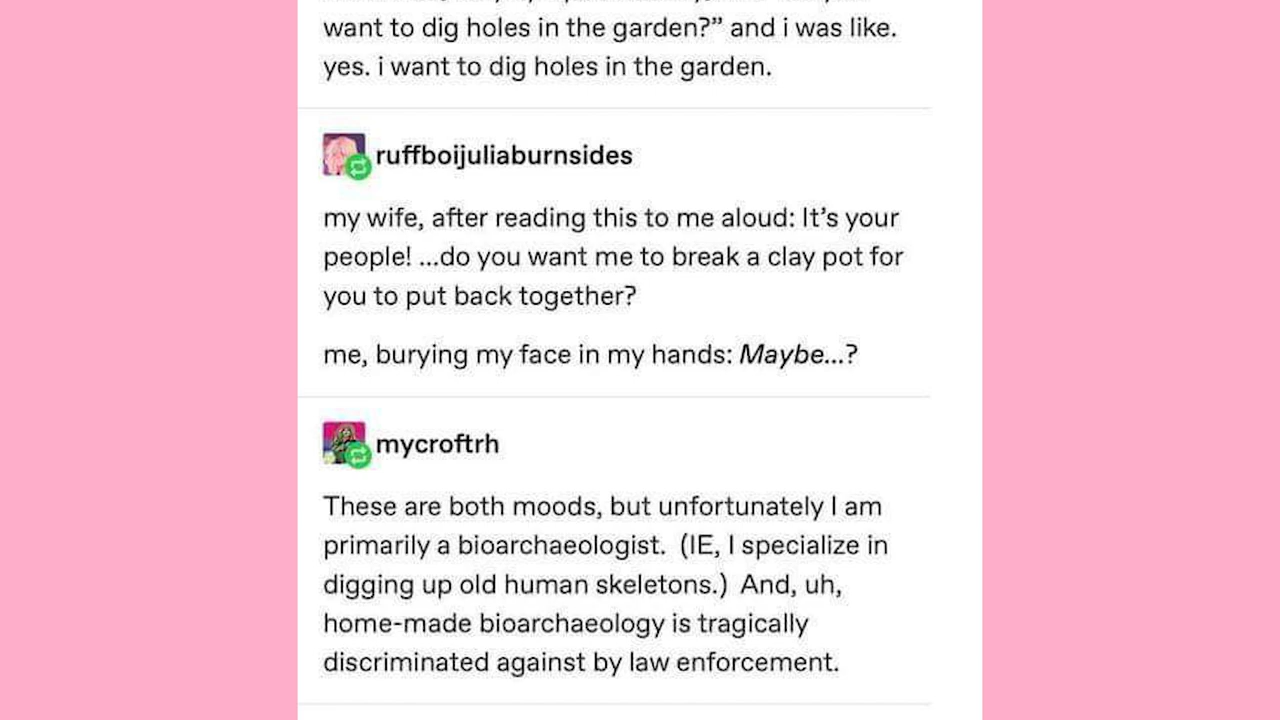 want to dig holes in the garden?” and i was like.
yes. i want to dig holes in the garden.
ruffboijuliaburnsides
my wife, after reading this to me aloud: It’s your
people! ...do you want me to break a clay pot for
you to put back together?
me, burying my face in my hands: Maybe...?
mycroftrh
These are both moods, but unfortunately I am
primarily a bioarchaeologist.  (IE, I specialize in
digging up old human skeletons.)  And, uh,
home-made bioarchaeology is tragically
discriminated against by law enforcement.